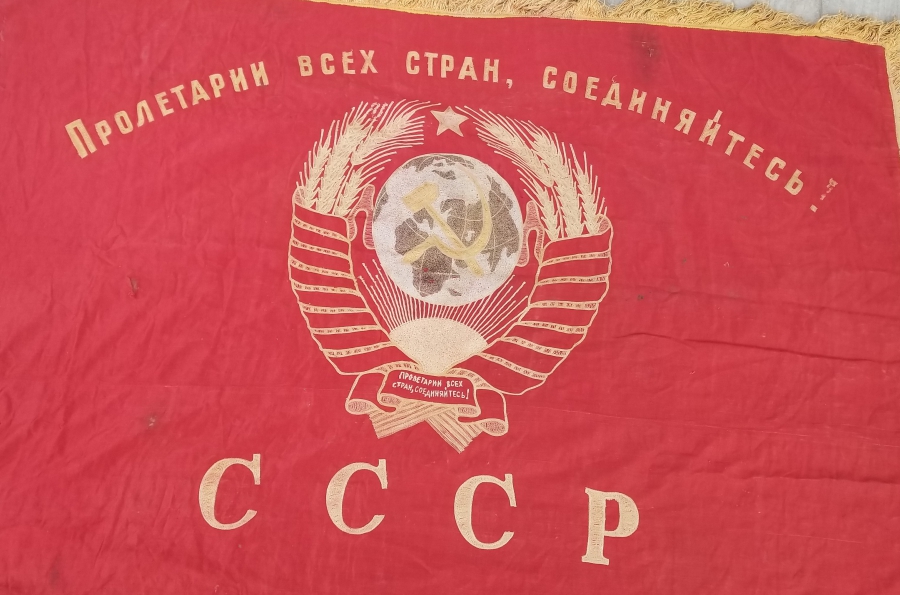 Пролетарии всех стран, соединяйтесь!
Пролетарии всех
стран, соединяйтесь!
СССР